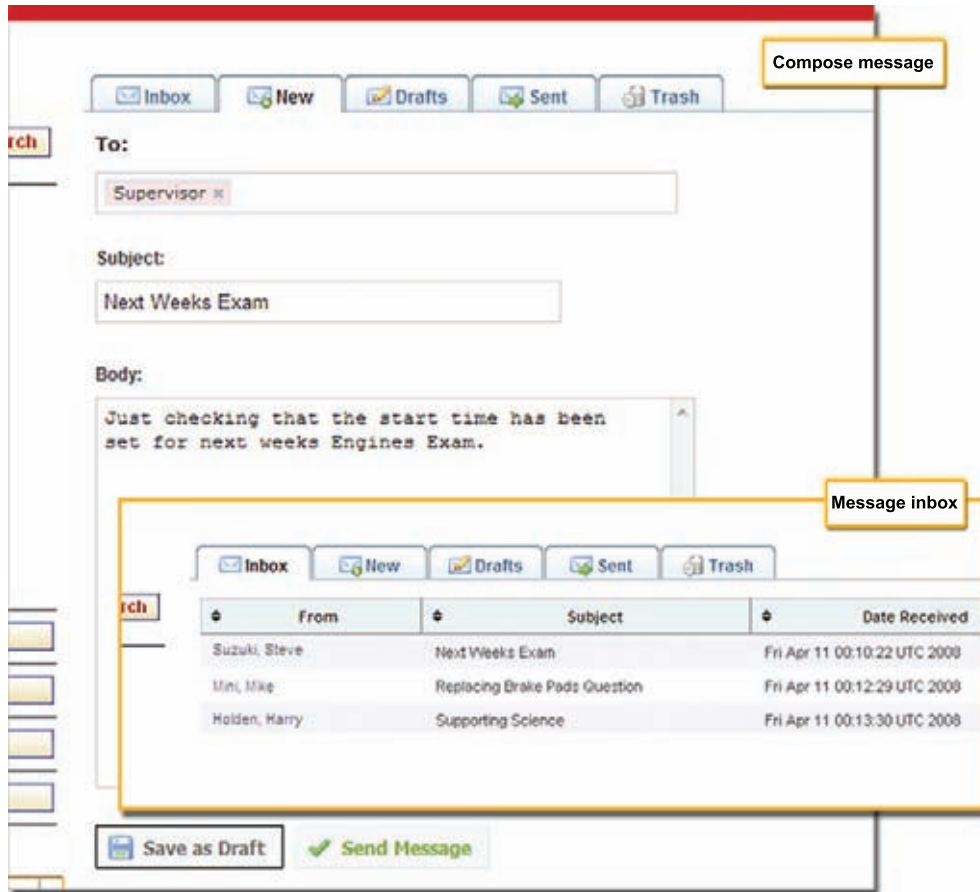 Compose message
Inbox New Drafts Sent Trash
rch
To:
Supervisor ×
Subject:
Next Weeks Exam
Body:
Just checking that the start time has been
set for next weeks Engines Exam.
Message inbox
Inbox New Drafts Sent Trash
rch
From Subject Date Received
Suzuki, Steve Next Weeks Exam Fri Apr 11 00:10:22 UTC 2008
Mini, Mike Replacing Brake Pads Question Fri Apr 11 00:12:29 UTC 2008
Holden, Harry Supporting Science Fri Apr 11 00:13:30 UTC 2008
Save as Draft Send Message